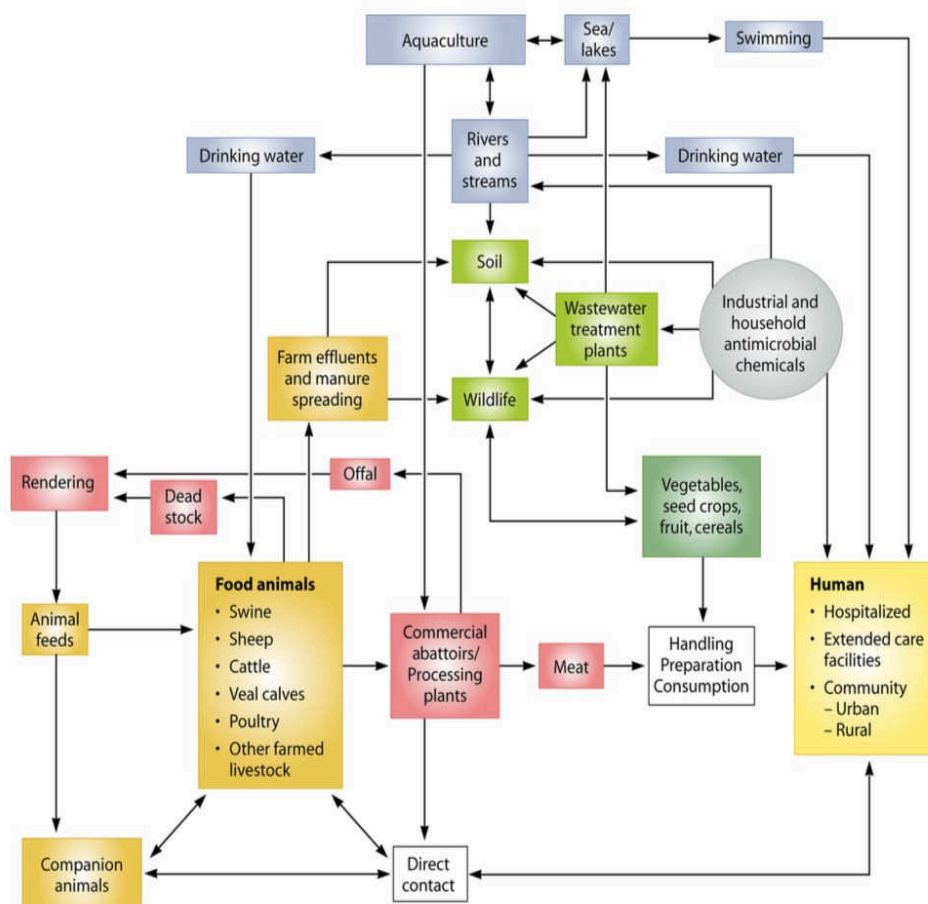 Aquaculture
Sea/
lakes
Swimming
Drinking water
Rivers
and
streams
Drinking water
Soil
Wastewater
treatment
plants
Industrial and
household
antimicrobial
chemicals
Farm effluents
and manure
spreading
Wildlife
Rendering
Offal
Dead
stock
Vegetables,
seed crops,
fruit, cereals
Animal
feeds
Food animals
• Swine
• Sheep
• Cattle
• Veal calves
• Poultry
• Other farmed
livestock
Commercial
abattoirs/
Processing
plants
Meat
Handling
Preparation
Consumption
Human
• Hospitalized
• Extended care
facilities
• Community
– Urban
– Rural
Companion
animals
Direct
contact